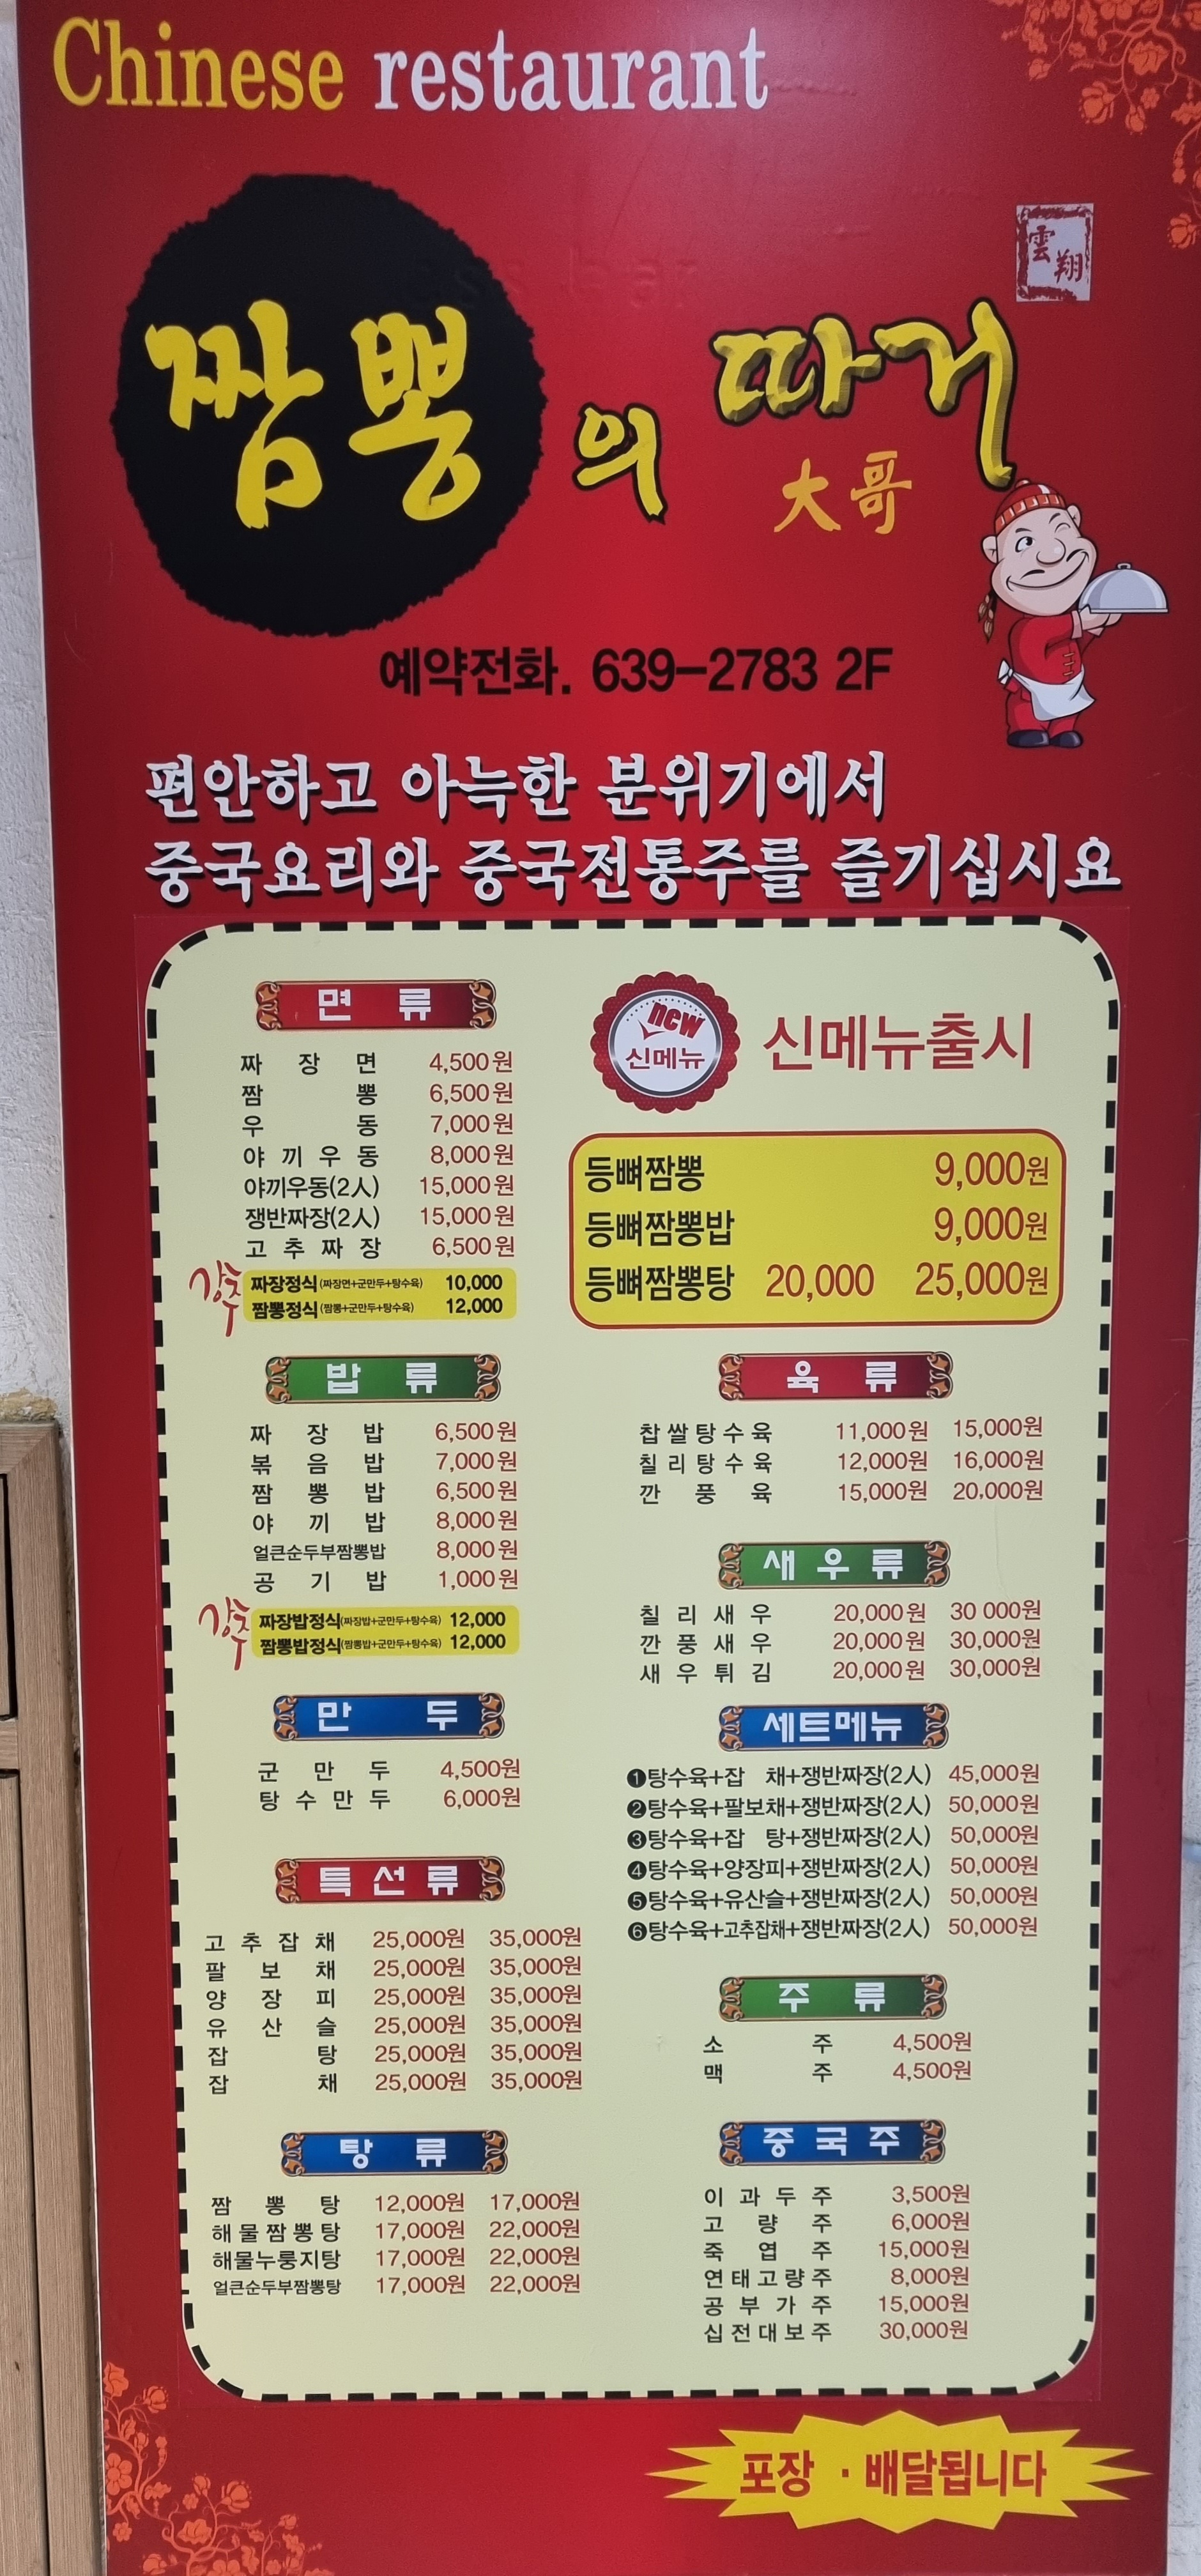 Chinese restaurant
雲翔
짬뽕의 따거
大哥
예약전화. 639-2783 2F
편안하고 아늑한 분위기에서
중국요리와 중국전통주를 즐기십시요
면 류
짜 장 면 4,500원
짬 뽕 6,500원
우 동 7,000원
야 끼 우 동 8,000원
야끼우동(2人) 15,000원
쟁반짜장(2人) 15,000원
고 추 짜 장 6,500원
강추
짜장정식(짜장면+군만두+탕수육) 10,000
짬뽕정식(짬뽕+군만두+탕수육) 12,000
밥 류
짜 장 밥 6,500원
볶 음 밥 7,000원
짬 뽕 밥 6,500원
야 끼 밥 8,000원
얼큰순두부짬뽕밥 8,000원
공 기 밥 1,000원
강추
짜장밥정식(짜장밥+군만두+탕수육) 12,000
짬뽕밥정식(짬뽕밥+군만두+탕수육) 12,000
만 두
군 만 두 4,500원
탕 수 만 두 6,000원
특 선 류
고 추 잡 채 25,000원 35,000원
팔 보 채 25,000원 35,000원
양 장 피 25,000원 35,000원
유 산 슬 25,000원 35,000원
잡 탕 25,000원 35,000원
잡 채 25,000원 35,000원
탕 류
짬 뽕 탕 12,000원 17,000원
해 물 짬 뽕 탕 17,000원 22,000원
해물누룽지탕 17,000원 22,000원
얼큰순두부짬뽕탕 17,000원 22,000원
new
신메뉴
신메뉴출시
등뼈짬뽕 9,000원
등뼈짬뽕밥 9,000원
등뼈짬뽕탕 20,000 25,000원
육 류
찹 쌀 탕 수 육 11,000원 15,000원
칠 리 탕 수 육 12,000원 16,000원
깐 풍 육 15,000원 20,000원
새 우 류
칠 리 새 우 20,000원 30 000원
깐 풍 새 우 20,000원 30,000원
새 우 튀 김 20,000원 30,000원
세트메뉴
❶탕수육+잡 채+쟁반짜장(2人) 45,000원
❷탕수육+팔보채+쟁반짜장(2人) 50,000원
❸탕수육+잡 탕+쟁반짜장(2人) 50,000원
❹탕수육+양장피+쟁반짜장(2人) 50,000원
❺탕수육+유산슬+쟁반짜장(2人) 50,000원
❻탕수육+고추잡채+쟁반짜장(2人) 50,000원
주 류
소 주 4,500원
맥 주 4,500원
중 국 주
이 과 두 주 3,500원
고 량 주 6,000원
죽 엽 주 15,000원
연 태 고 량 주 8,000원
공 부 가 주 15,000원
십 전 대 보 주 30,000원
포장 · 배달됩니다